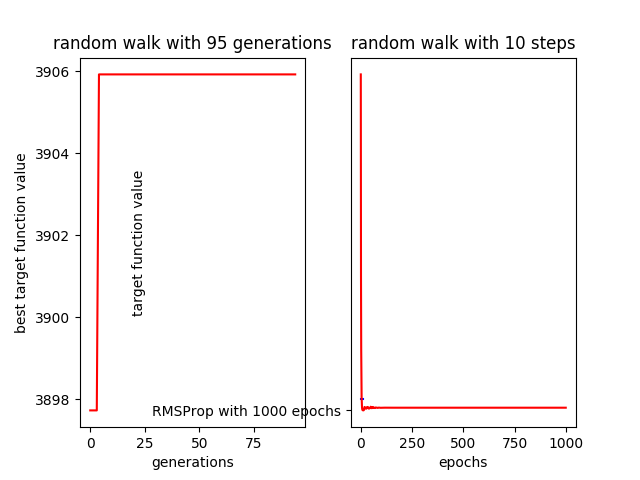 random walk with 95 generations
random walk with 10 steps
3906
3904
3902
3900
3898
best target function value
target function value
RMSProp with 1000 epochs
0
25
50
75
generations
0
250
500
750
1000
epochs